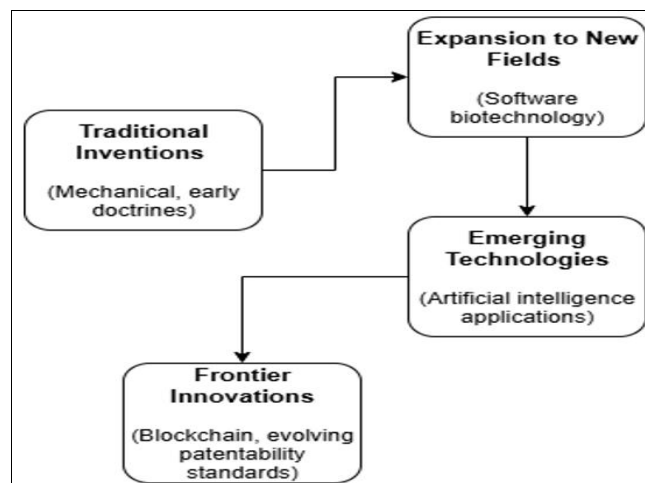 Traditional
Inventions
(Mechanical, early
doctrines)
Expansion to New
Fields
(Software
biotechnology)
Emerging
Technologies
(Artificial intelligence
applications)
Frontier
Innovations
(Blockchain, evolving
patentability
standards)